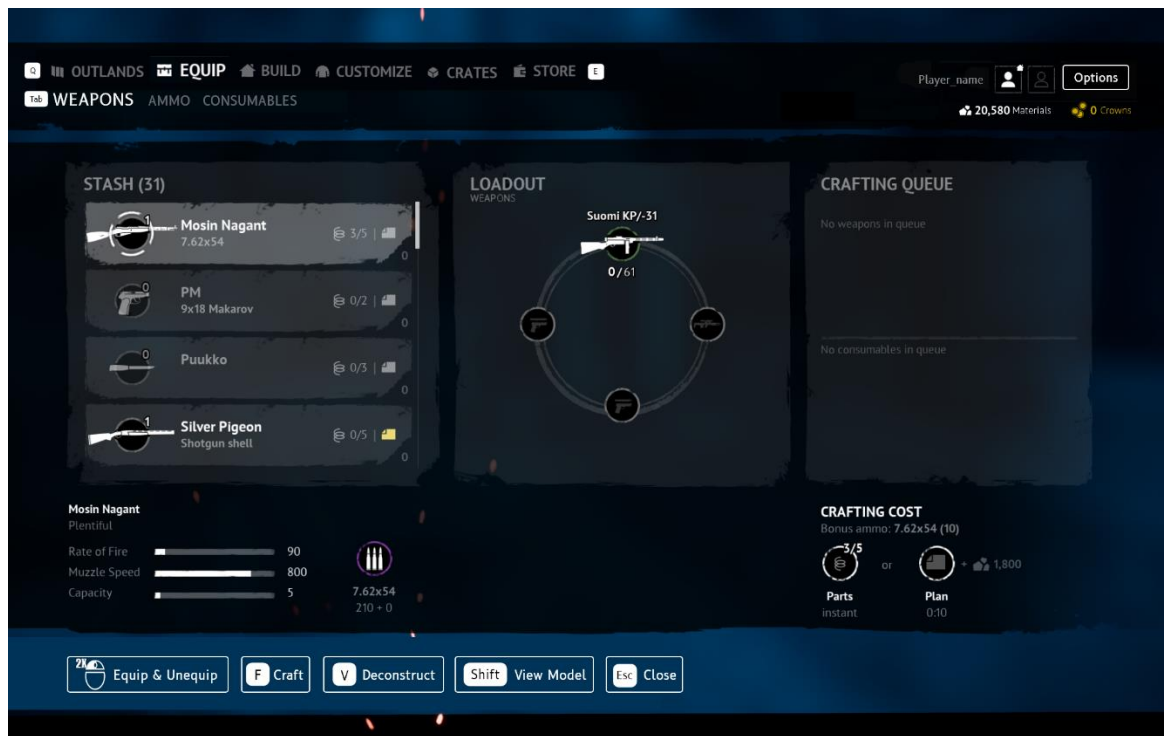 Q OUTLANDS EQUIP BUILD CUSTOMIZE CRATES STORE E
Player_name Options
Tab WEAPONS AMMO CONSUMABLES
20,580 Materials 0 Crowns
STASH (31)
1
Mosin Nagant
7.62x54
3/5 |
0
0
PM
9x18 Makarov
0/2 |
0
0
Puukko
0/3 |
0
1
Silver Pigeon
Shotgun shell
0/5 |
0
LOADOUT
WEAPONS
Suomi KP/-31
0/61
CRAFTING QUEUE
No weapons in queue
No consumables in queue
Mosin Nagant
Plentiful
Rate of Fire 90
Muzzle Speed 800
Capacity 5
7.62x54
210 + 0
CRAFTING COST
Bonus ammo: 7.62x54 (10)
3/5
or + 1,800
Parts Plan
instant 0:10
2X Equip & Unequip F Craft V Deconstruct Shift View Model Esc Close